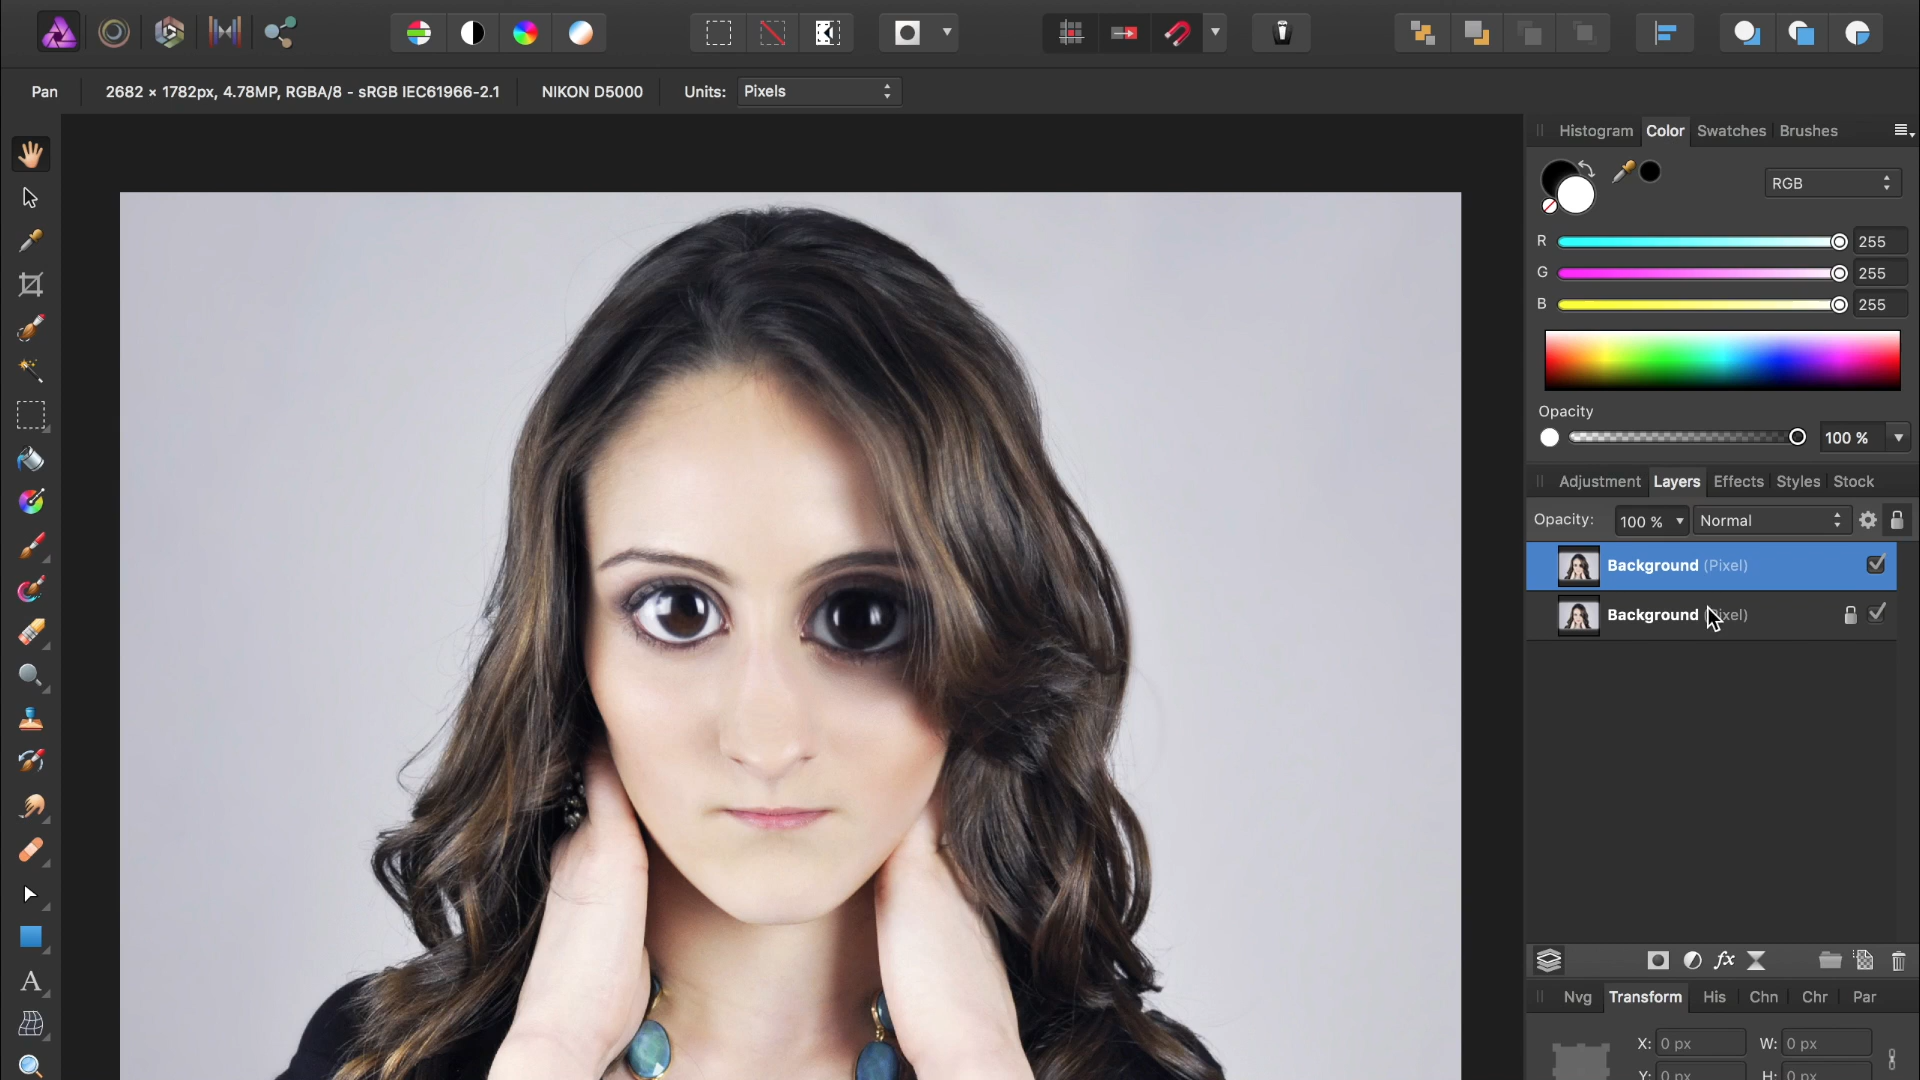 Pan
2682 × 1782px, 4.78MP, RGBA/8 - sRGB IEC61966-2.1
NIKON D5000
Units: Pixels
Histogram Color Swatches Brushes
RGB
R 255
G 255
B 255
Opacity
100 %
Adjustment Layers Effects Styles Stock
Opacity: 100 % Normal
Background (Pixel)
Background
fx
Nvg Transform His Chn Chr Par
X: 0 px W: 0 px
Y: 0 px H: 0 px
A